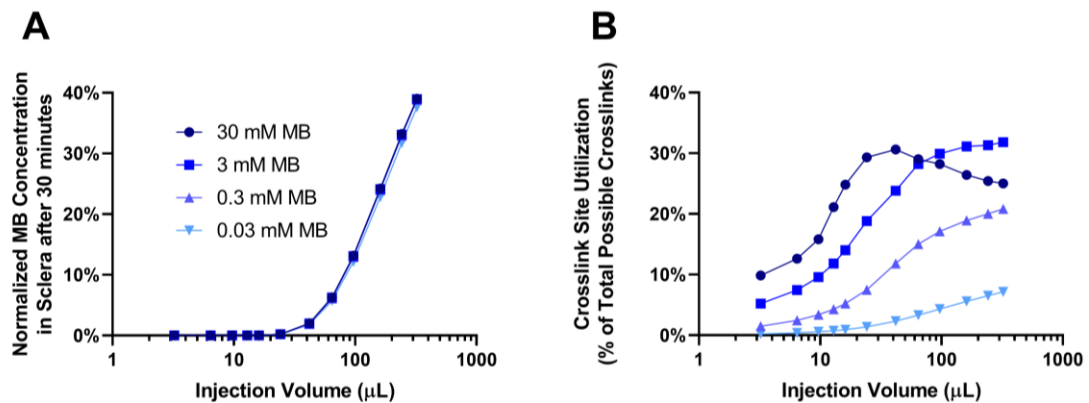 A
Normalized MB Concentration
in Sclera after 30 minutes
40%
30%
20%
10%
0%
30 mM MB
3 mM MB
0.3 mM MB
0.03 mM MB
1
10
100
1000
Injection Volume (μL)
B
Crosslink Site Utilization
(% of Total Possible Crosslinks)
40%
30%
20%
10%
0%
1
10
100
1000
Injection Volume (μL)